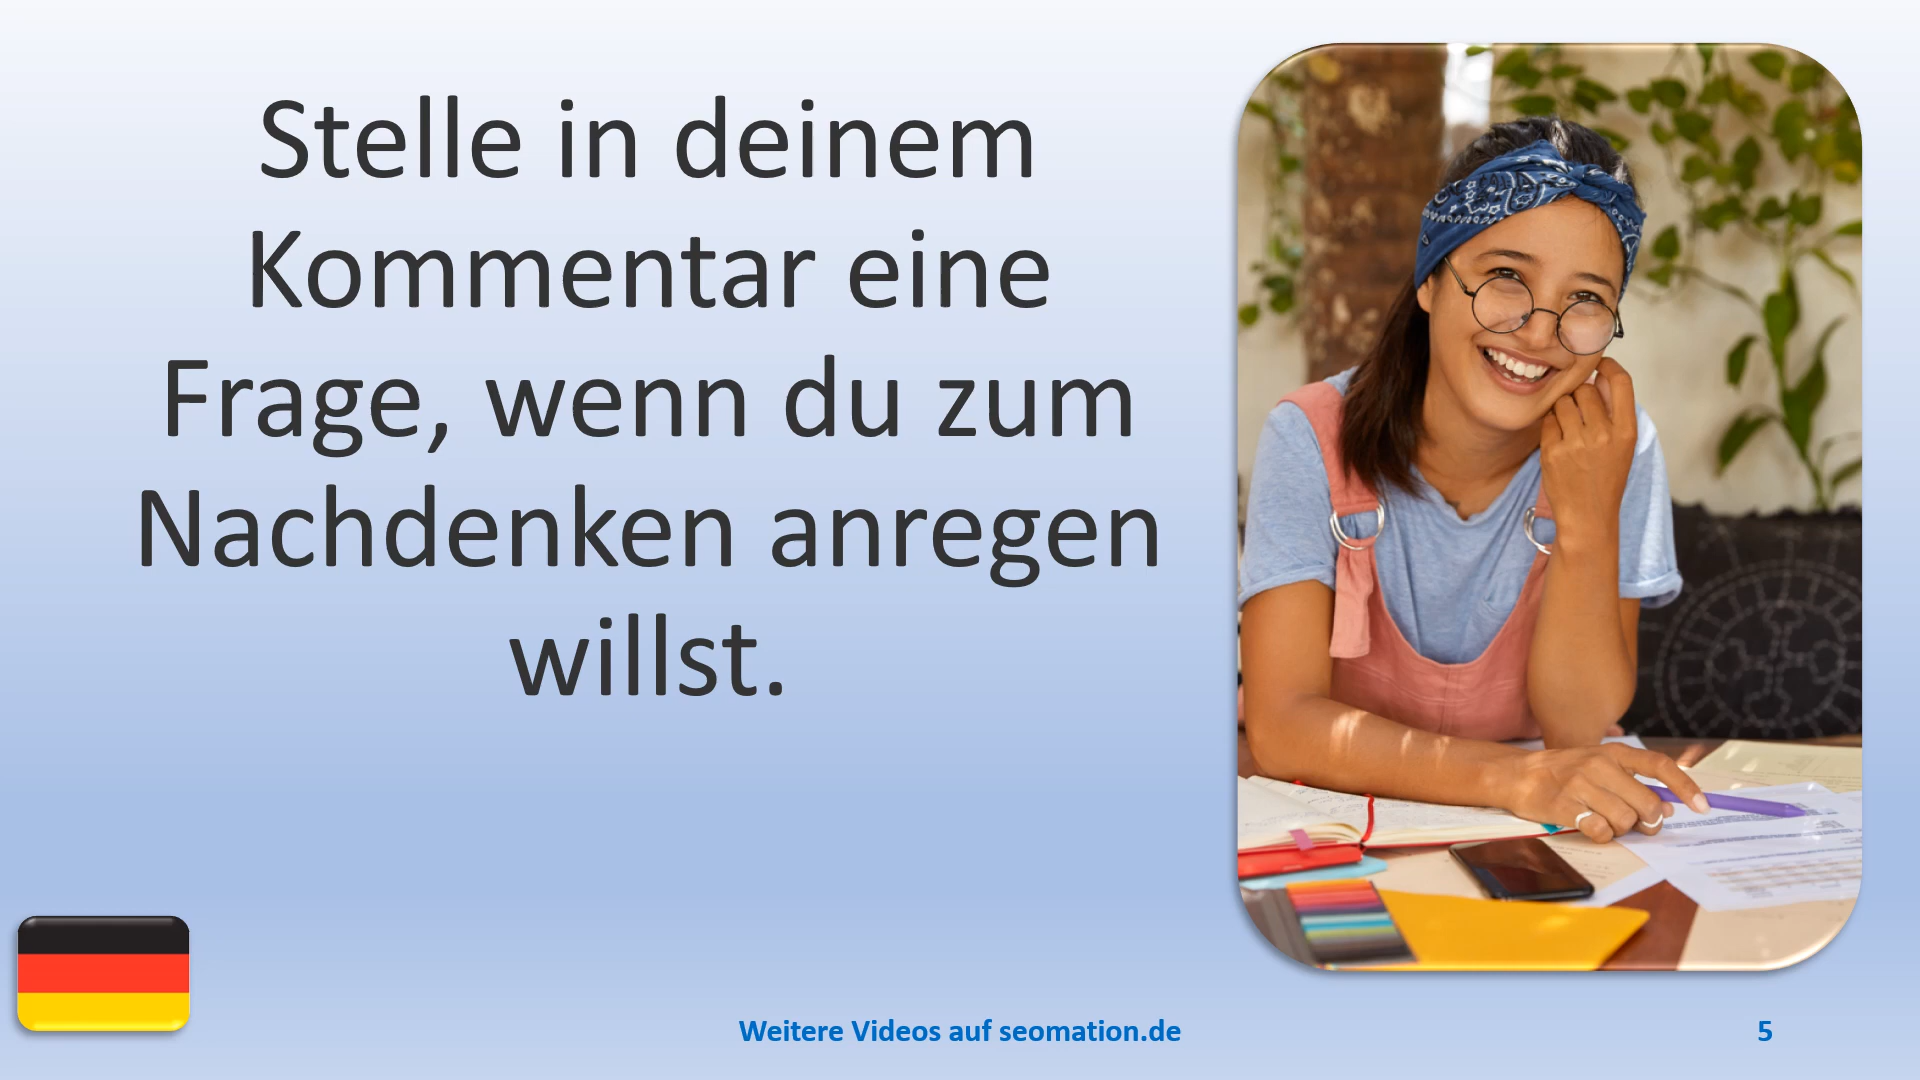 Stelle in deinem
Kommentar eine
Frage, wenn du zum
Nachdenken anregen
willst.
Weitere Videos auf seomation.de
5